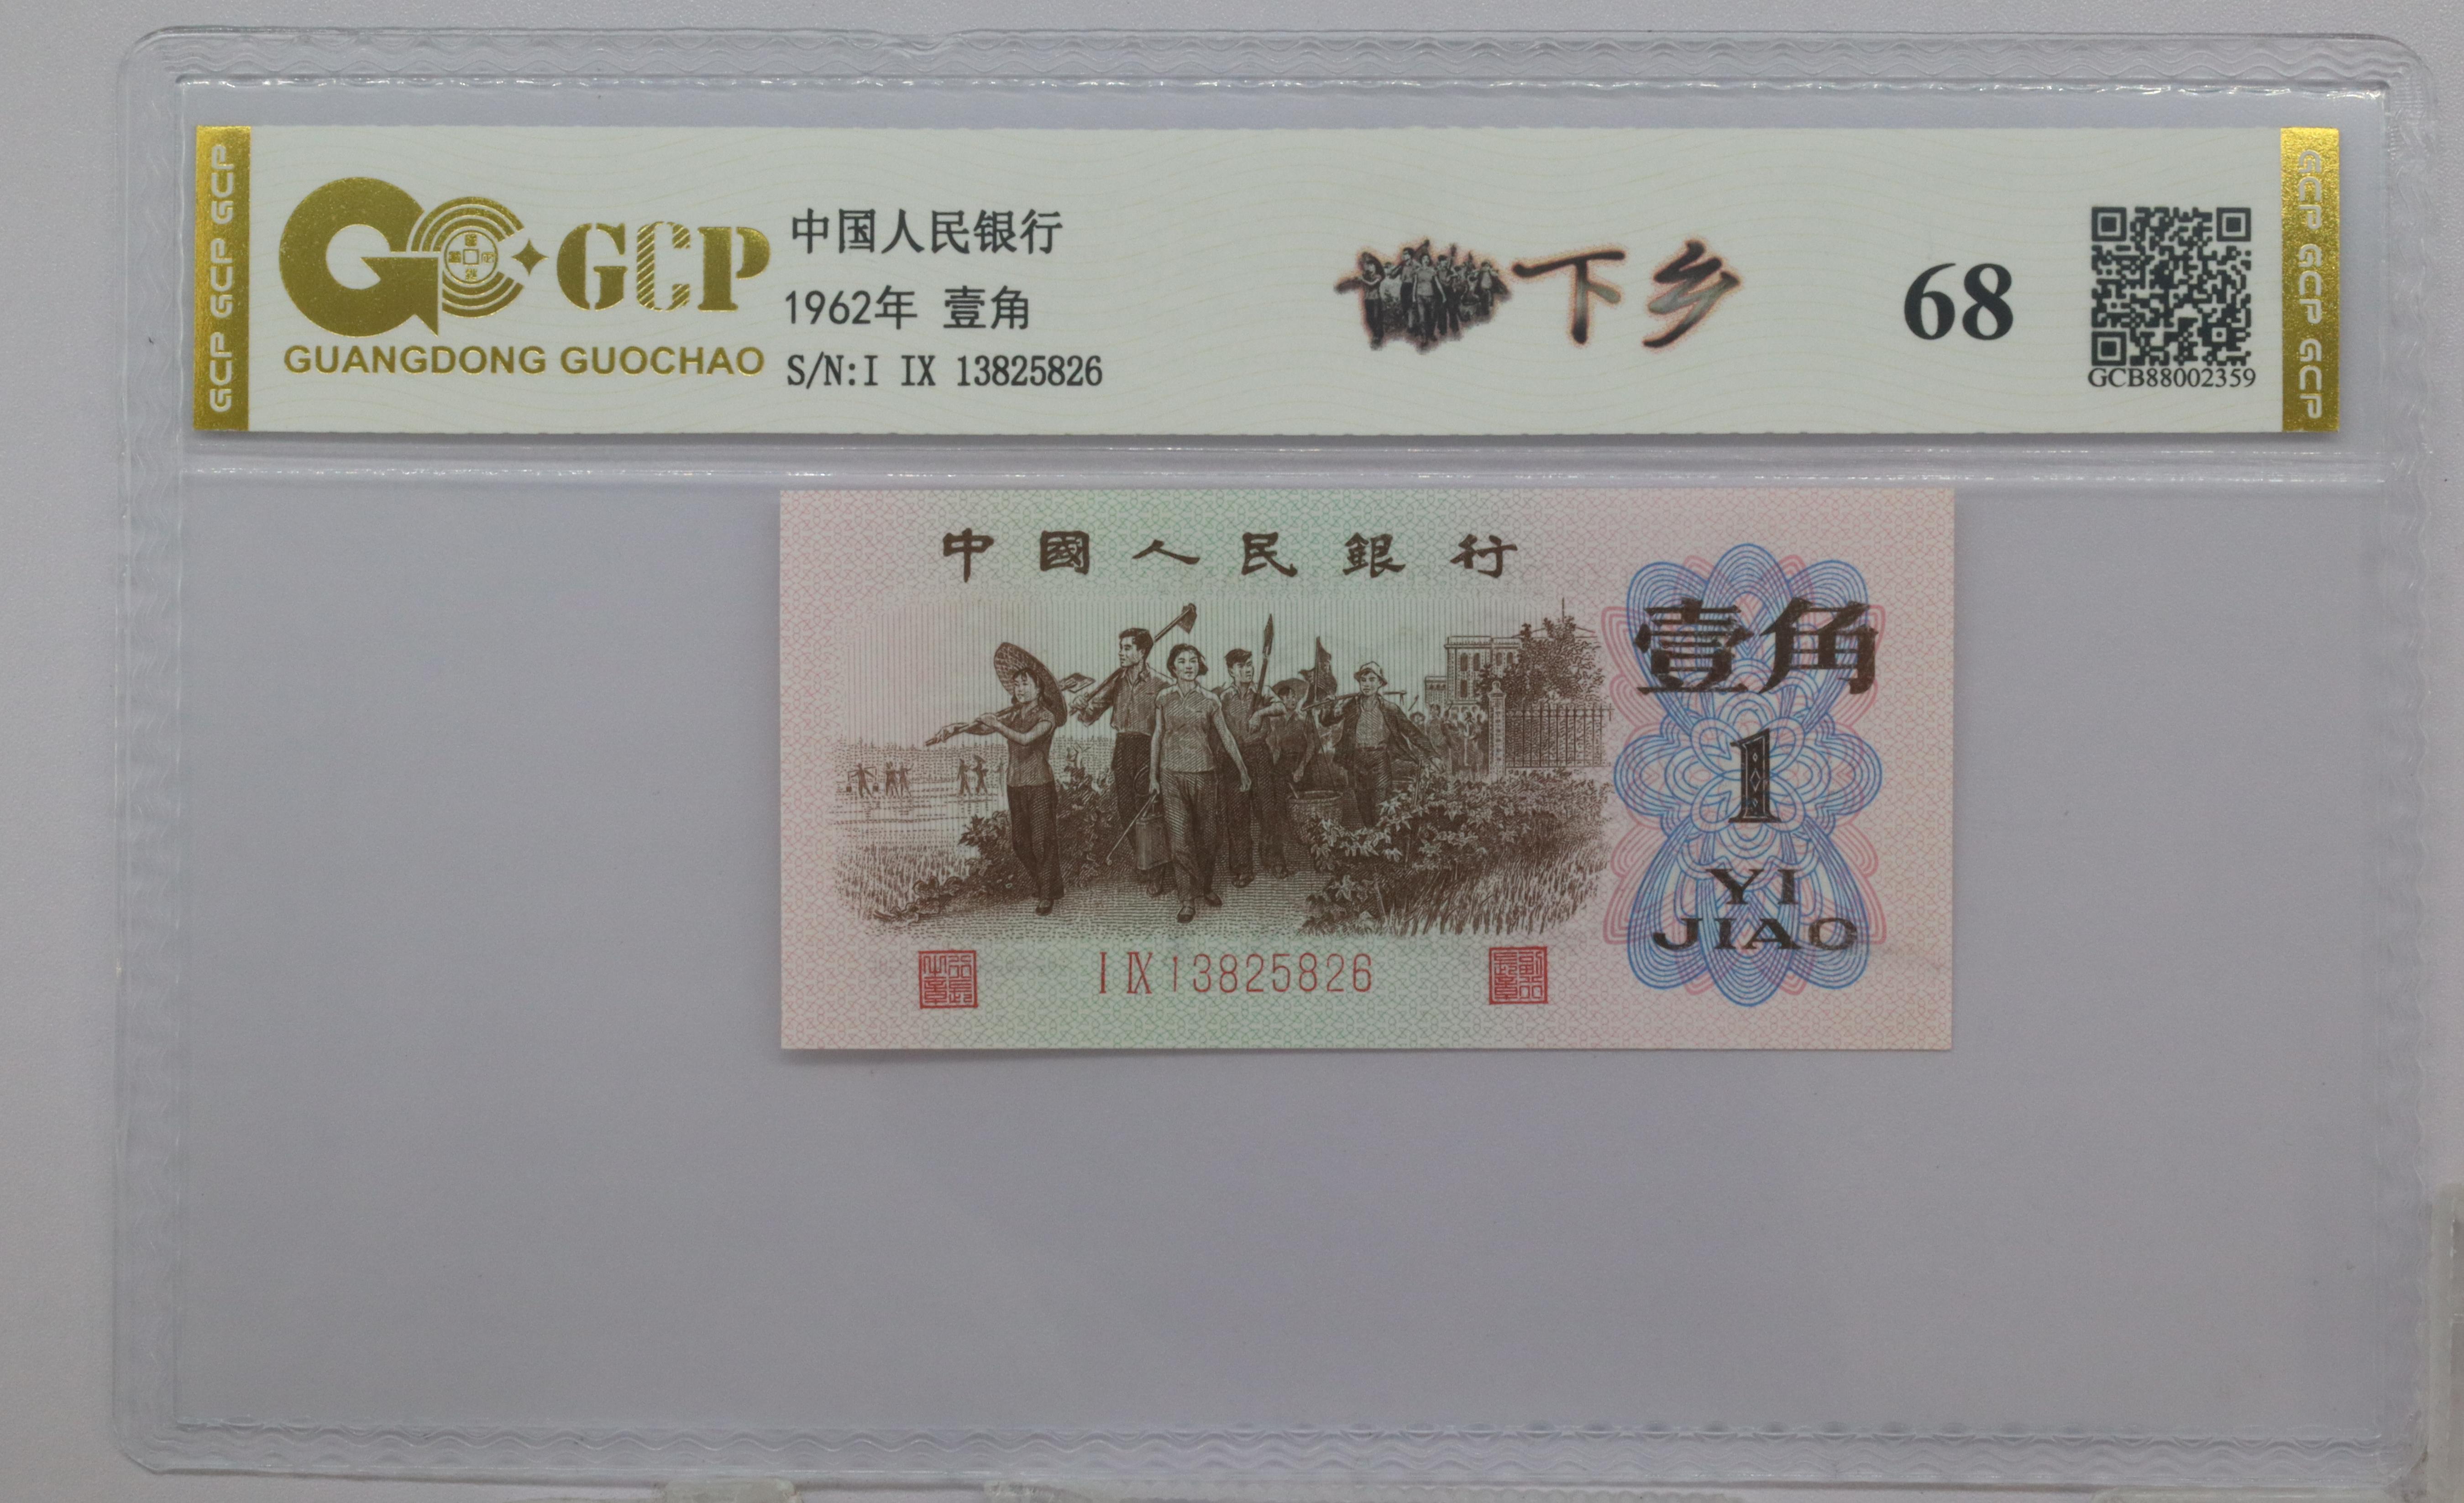 GCP GCP GCP
GCP
GUANGDONG GUOCHAO
中国人民银行
1962年 壹角
S/N:I IX 13825826
下乡
68
GCB88002359
GCP GCP GCP
中國人民銀行
壹角
1
YI
JIAO
I IX 13825826